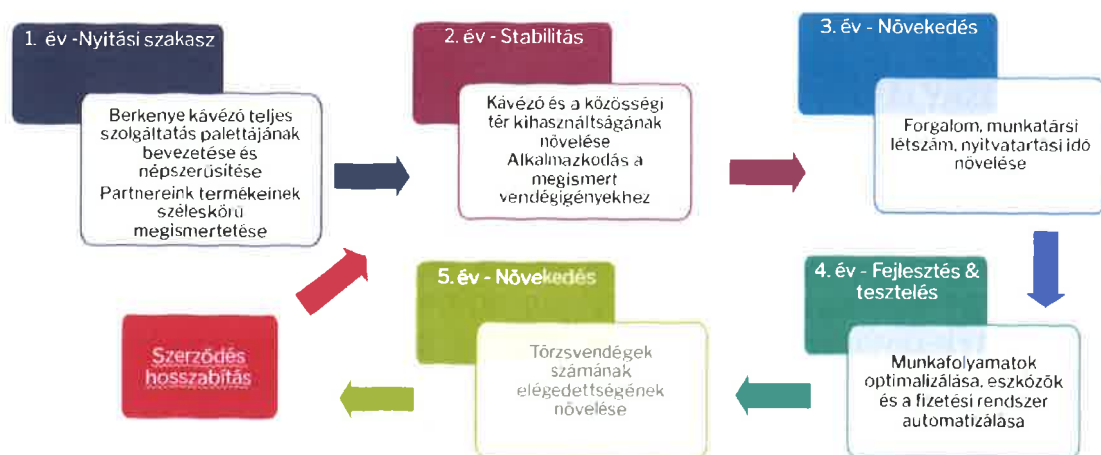 1. év -Nyitási szakasz
Berkenye kávézó teljes
szolgáltatás palettájának
bevezetése és
népszerűsítése
Partnereink termékeinek
széleskörű
megismertetése
2. év - Stabilitás
Kávézó és a közösségi
tér kihasználtságának
növelése
Alkalmazkodás a
megismert
vendégigényekhez
3. év - Növekedés
Forgalom, munkatársi
létszám, nyitvatartási idő
növelése
4. év - Fejlesztés &
tesztelés
Munkafolyamatok
optimalizálása, eszközök
és a fizetési rendszer
automatizálása
5. év - Növekedés
Törzsvendégek
számának
elégedettségének
növelése
Szerződés
hosszabítás